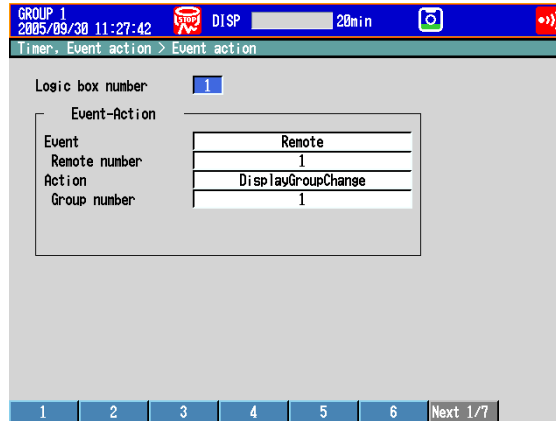 GROUP 1
2005/09/30 11:27:42 STOP DISP 20min
Timer. Event action > Event action
Logic box number 1
Event-Action
Event Remote
Remote number 1
Action DisplayGroupChange
Group number 1
1 2 3 4 5 6 Next 1/7